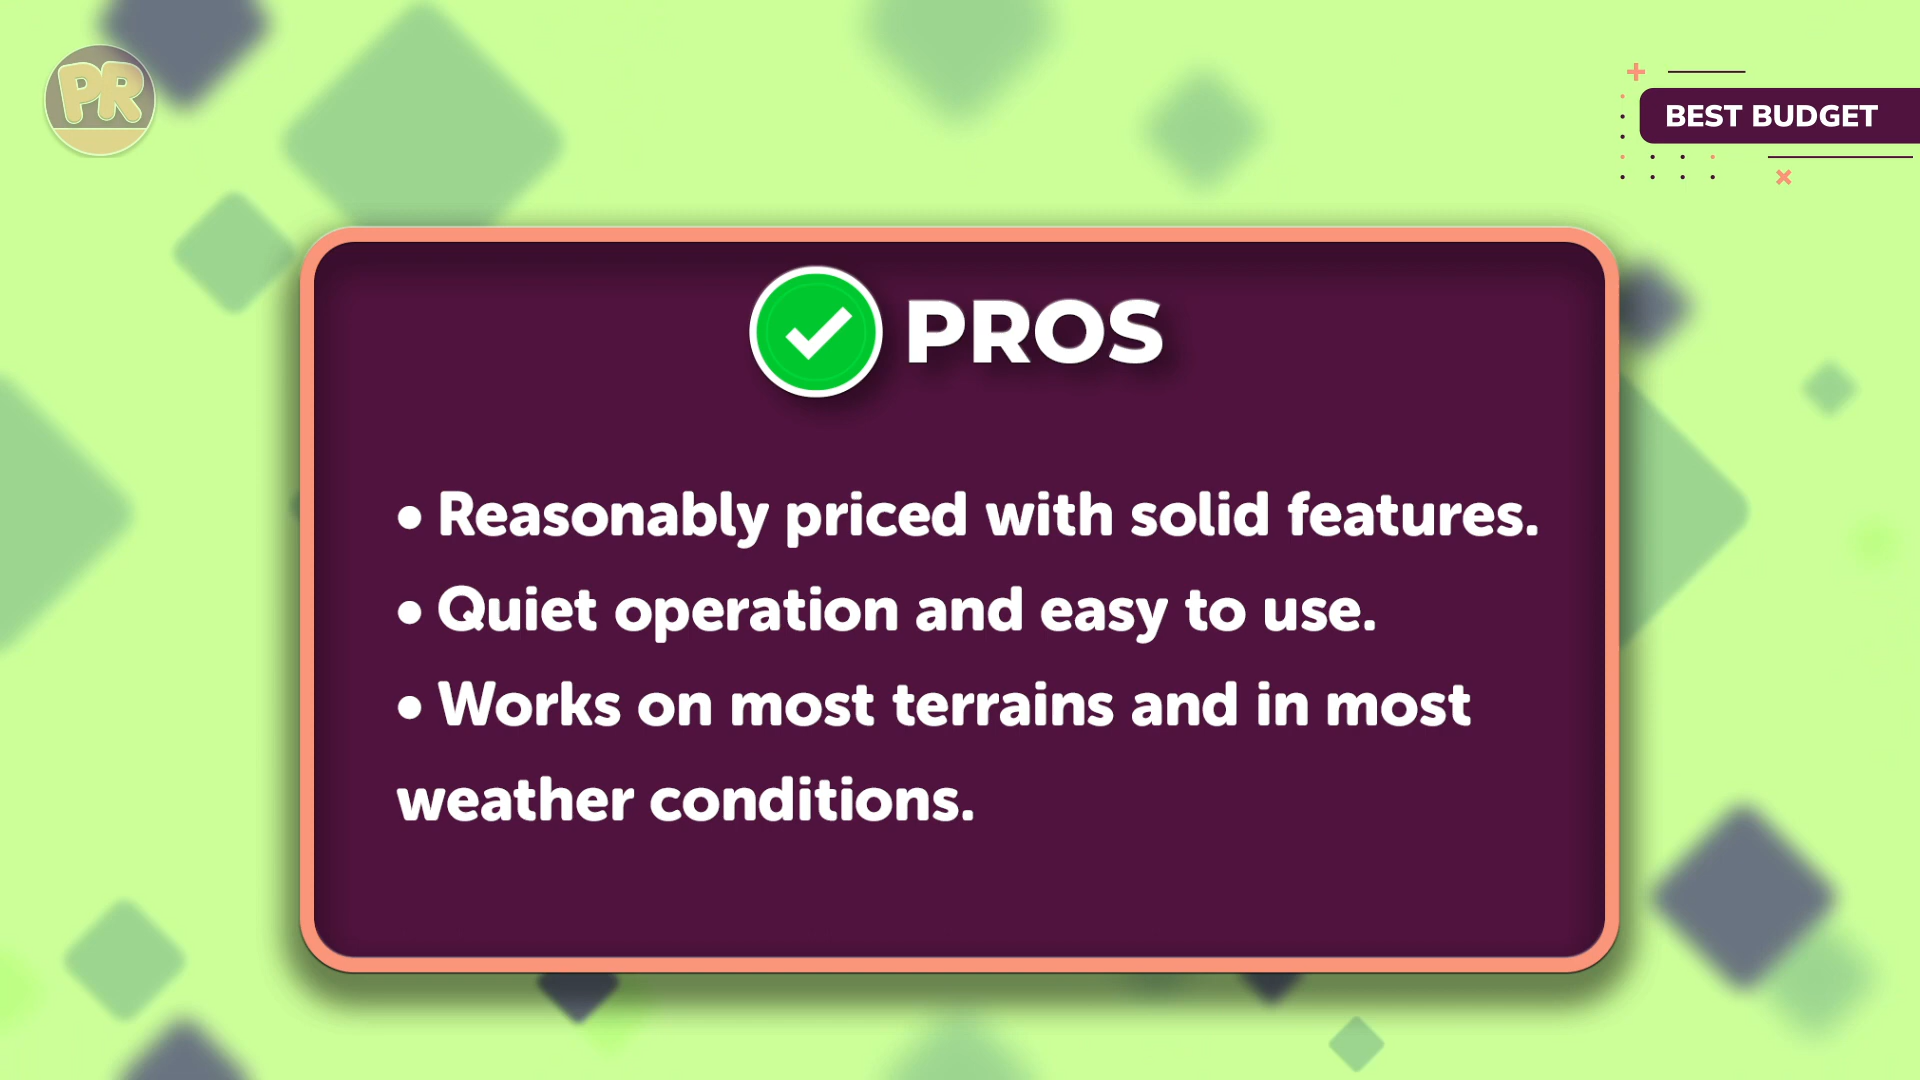 PR
BEST BUDGET
PROS
• Reasonably priced with solid features.
• Quiet operation and easy to use.
• Works on most terrains and in most
weather conditions.